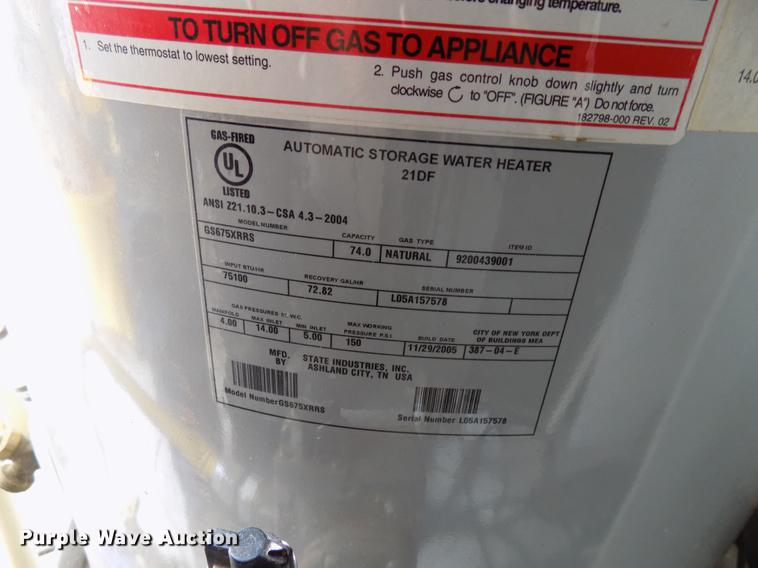 changing temperature.
TO TURN OFF GAS TO APPLIANCE
1. Set the thermostat to lowest setting.
2. Push gas control knob down slightly and turn
clockwise to "OFF". (FIGURE "A") Do not force.
182798-000 REV. 02
14.0
GAS-FIRED
UL
LISTED
AUTOMATIC STORAGE WATER HEATER
21DF
ANSI Z21.10.3-CSA 4.3-2004
MODEL NUMBER CAPACITY GAS TYPE ITEM ID
GS675XRRS 74.0 NATURAL 9200439001
INPUT BTU/HR RECOVERY GAL/HR SERIAL NUMBER
75100 72.82 L05A157578
GAS PRESSURES IN. W.C.
MANIFOLD MAX INLET MIN INLET MAX WORKING PRESSURE P.S.I. BUILD DATE CITY OF NEW YORK DEPT
OF BUILDINGS MEA
4.00 14.00 5.00 150 11/29/2005 387-04-E
MFD. BY STATE INDUSTRIES, INC.
ASHLAND CITY, TN USA
Model Number GS675XRRS
Serial Number L05A157578
Purple Wave Auction